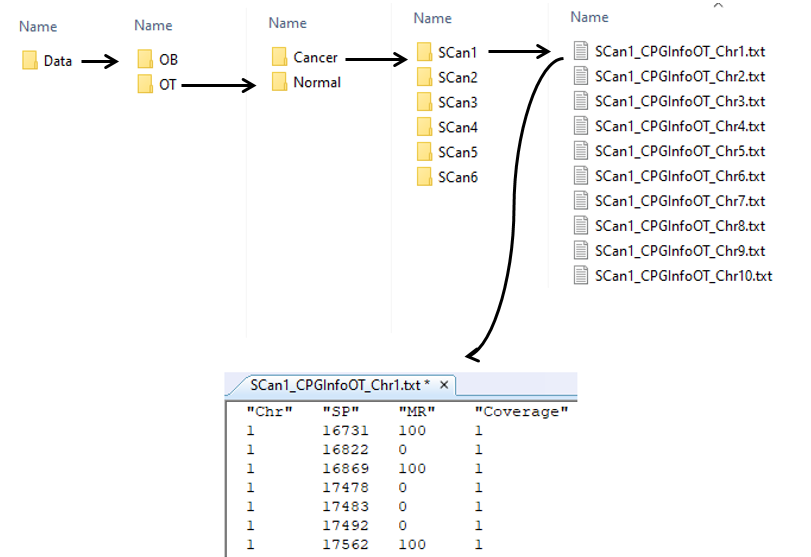 Name
Data
Name
OB
OT
Name
Cancer
Normal
Name
SCan1
SCan2
SCan3
SCan4
SCan5
SCan6
Name
SCan1_CPGInfoOT_Chr1.txt
SCan1_CPGInfoOT_Chr2.txt
SCan1_CPGInfoOT_Chr3.txt
SCan1_CPGInfoOT_Chr4.txt
SCan1_CPGInfoOT_Chr5.txt
SCan1_CPGInfoOT_Chr6.txt
SCan1_CPGInfoOT_Chr7.txt
SCan1_CPGInfoOT_Chr8.txt
SCan1_CPGInfoOT_Chr9.txt
SCan1_CPGInfoOT_Chr10.txt
SCan1_CPGInfoOT_Chr1.txt *
"Chr" "SP" "MR" "Coverage"
1 16731 100 1
1 16822 0 1
1 16869 100 1
1 17478 0 1
1 17483 0 1
1 17492 0 1
1 17562 100 1